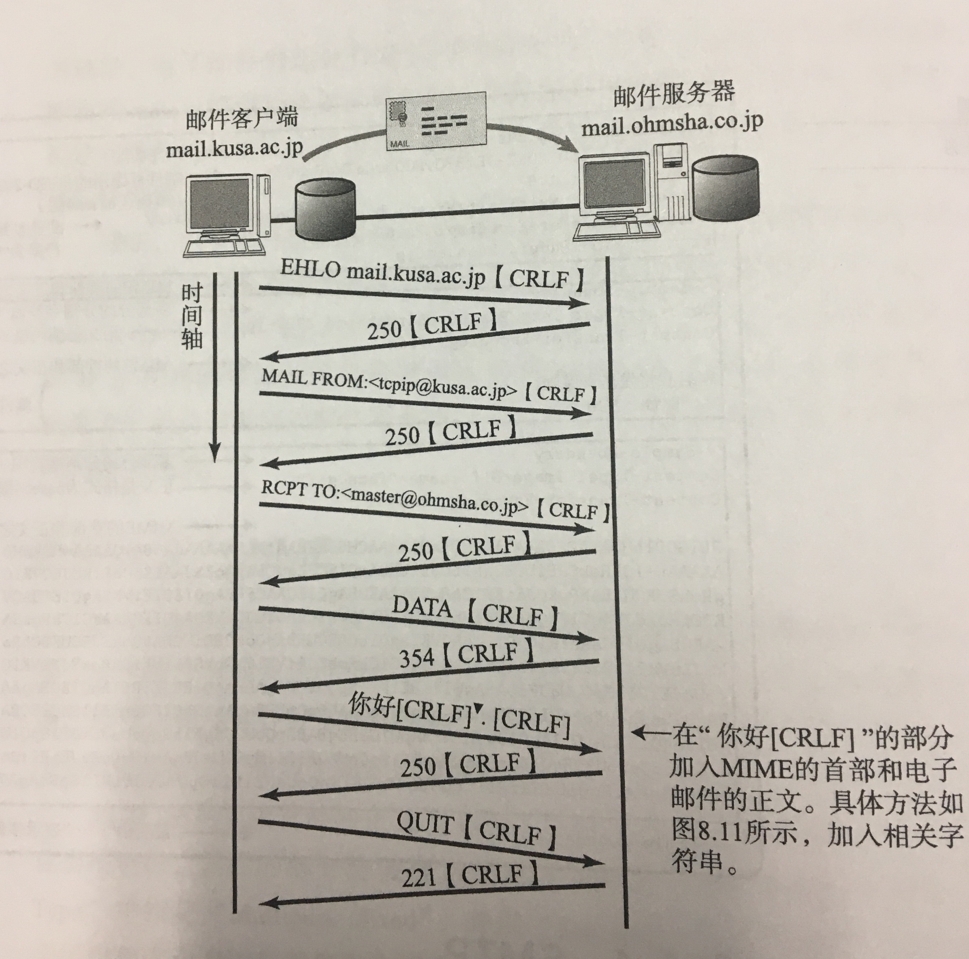 邮件客户端
mail.kusa.ac.jp
MAIL
邮件服务器
mail.ohmsha.co.jp
时间轴
EHLO mail.kusa.ac.jp【CRLF】
250【CRLF】
MAIL FROM:<tcpip@kusa.ac.jp>【CRLF】
250【CRLF】
RCPT TO:<master@ohmsha.co.jp>【CRLF】
250【CRLF】
DATA【CRLF】
354【CRLF】
你好[CRLF]▼. [CRLF]
250【CRLF】
QUIT【CRLF】
221【CRLF】
在“你好[CRLF]”的部分
加入MIME的首部和电子
邮件的正文。具体方法如
图8.11所示，加入相关字
符串。